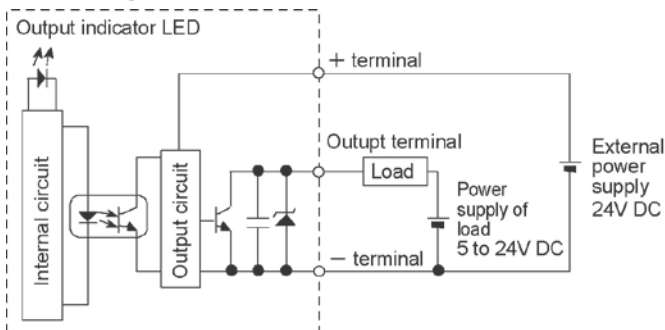 Output indicator LED
+ terminal
Internal circuit
Output circuit
Outupt terminal
Load
Power
supply of
load
5 to 24V DC
External
power
supply
24V DC
− terminal